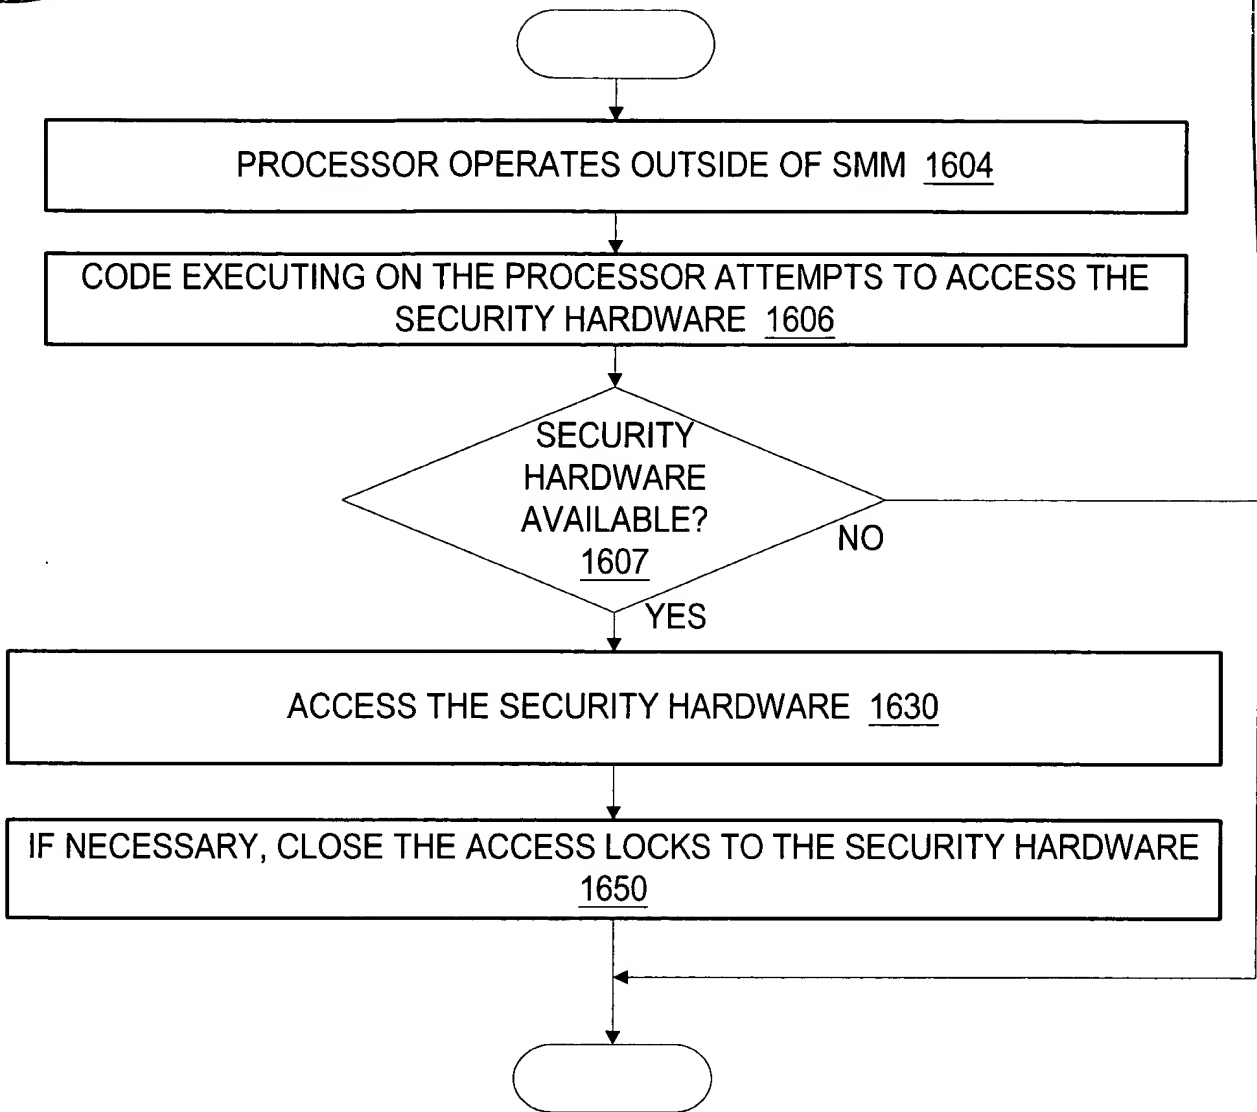 PROCESSOR OPERATES OUTSIDE OF SMM 1604
CODE EXECUTING ON THE PROCESSOR ATTEMPTS TO ACCESS THE
SECURITY HARDWARE 1606
SECURITY
HARDWARE
AVAILABLE?
1607
NO
YES
ACCESS THE SECURITY HARDWARE 1630
IF NECESSARY, CLOSE THE ACCESS LOCKS TO THE SECURITY HARDWARE
1650